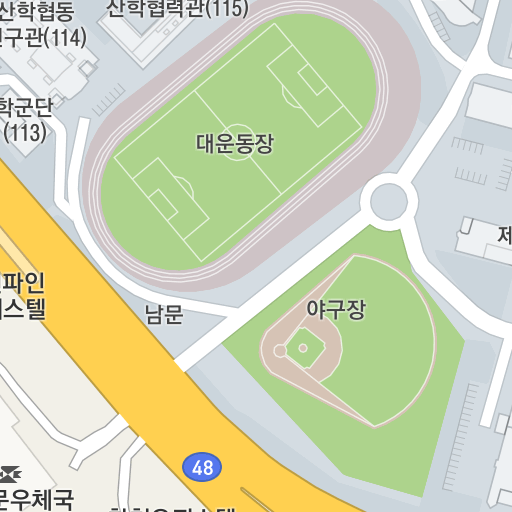 산학협동
연구관(114)
산학협력관(115)
학군단
(113)
대운동장
제
파인
스텔
남문
야구장
48
우체국